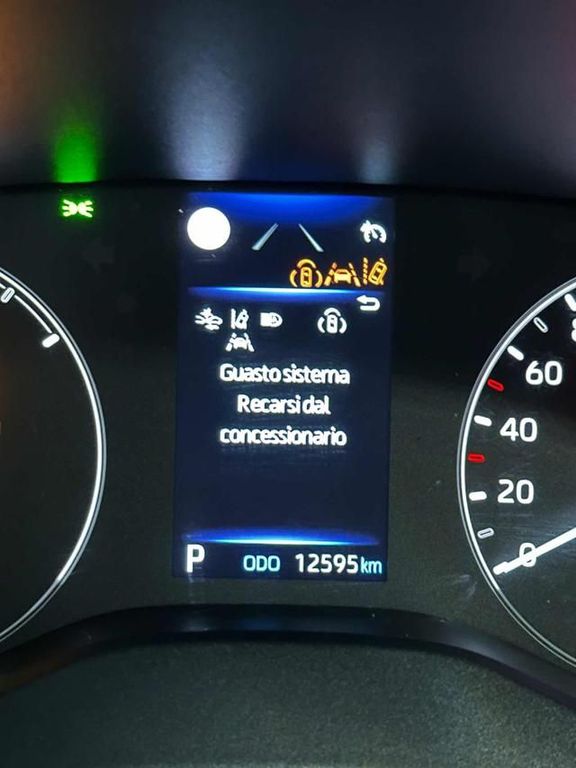 Guasto sistema
Recarsi dal
concessionario
P ODO 12595 km
60
40
20
0